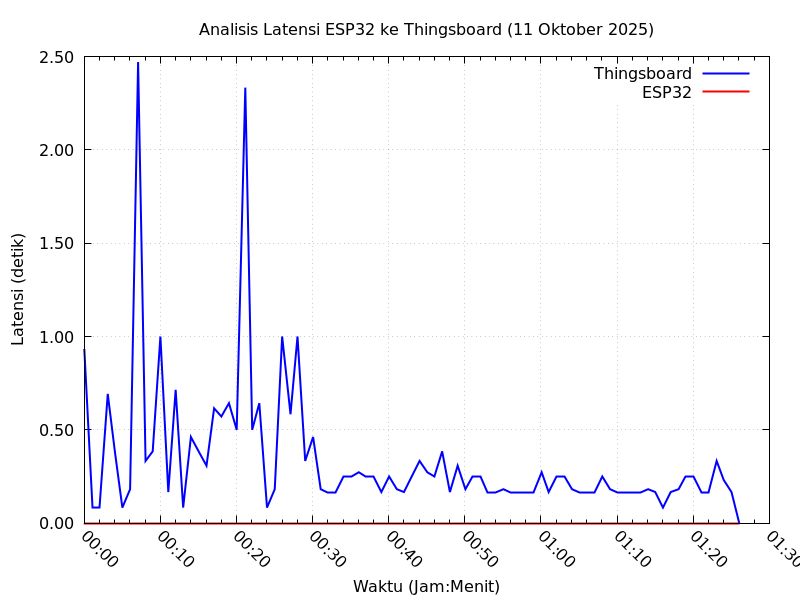 Analisis Latensi ESP32 ke Thingsboard (11 Oktober 2025)
Thingsboard
ESP32
2.50
2.00
1.50
1.00
0.50
0.00
Latensi (detik)
00:00 00:10 00:20 00:30 00:40 00:50 01:00 01:10 01:20 01:30
Waktu (Jam:Menit)